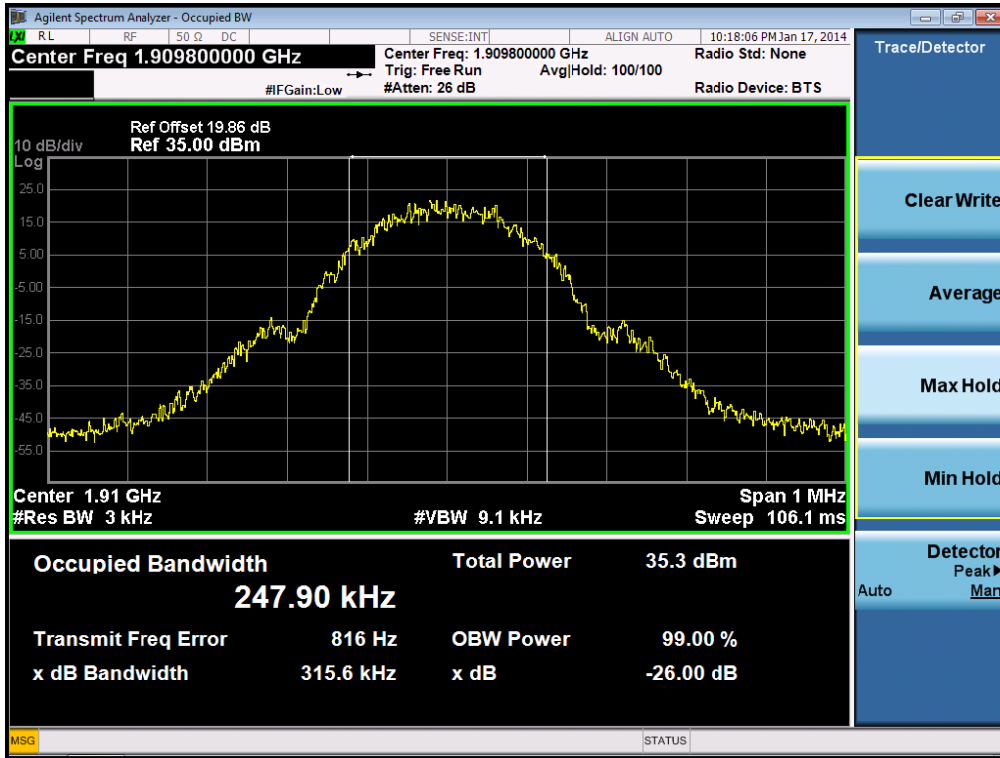 Agilent Spectrum Analyzer - Occupied BW
LXI RL RF 50 Ω DC SENSE:INT ALIGN AUTO 10:18:06 PM Jan 17, 2014
Center Freq 1.909800000 GHz
Center Freq: 1.909800000 GHz
Radio Std: None
Trig: Free Run Avg|Hold: 100/100
#IFGain:Low
#Atten: 26 dB
Radio Device: BTS
Ref Offset 19.86 dB
10 dB/div Ref 35.00 dBm
Log
25.0
15.0
5.00
-5.00
-15.0
-25.0
-35.0
-45.0
-55.0
Center 1.91 GHz Span 1 MHz
#Res BW 3 kHz #VBW 9.1 kHz Sweep 106.1 ms
Occupied Bandwidth Total Power 35.3 dBm
247.90 kHz
Transmit Freq Error 816 Hz OBW Power 99.00 %
x dB Bandwidth 315.6 kHz x dB -26.00 dB
MSG STATUS
Trace/Detector
Clear Write
Average
Max Hold
Min Hold
Detector
Peak▶
Auto Man